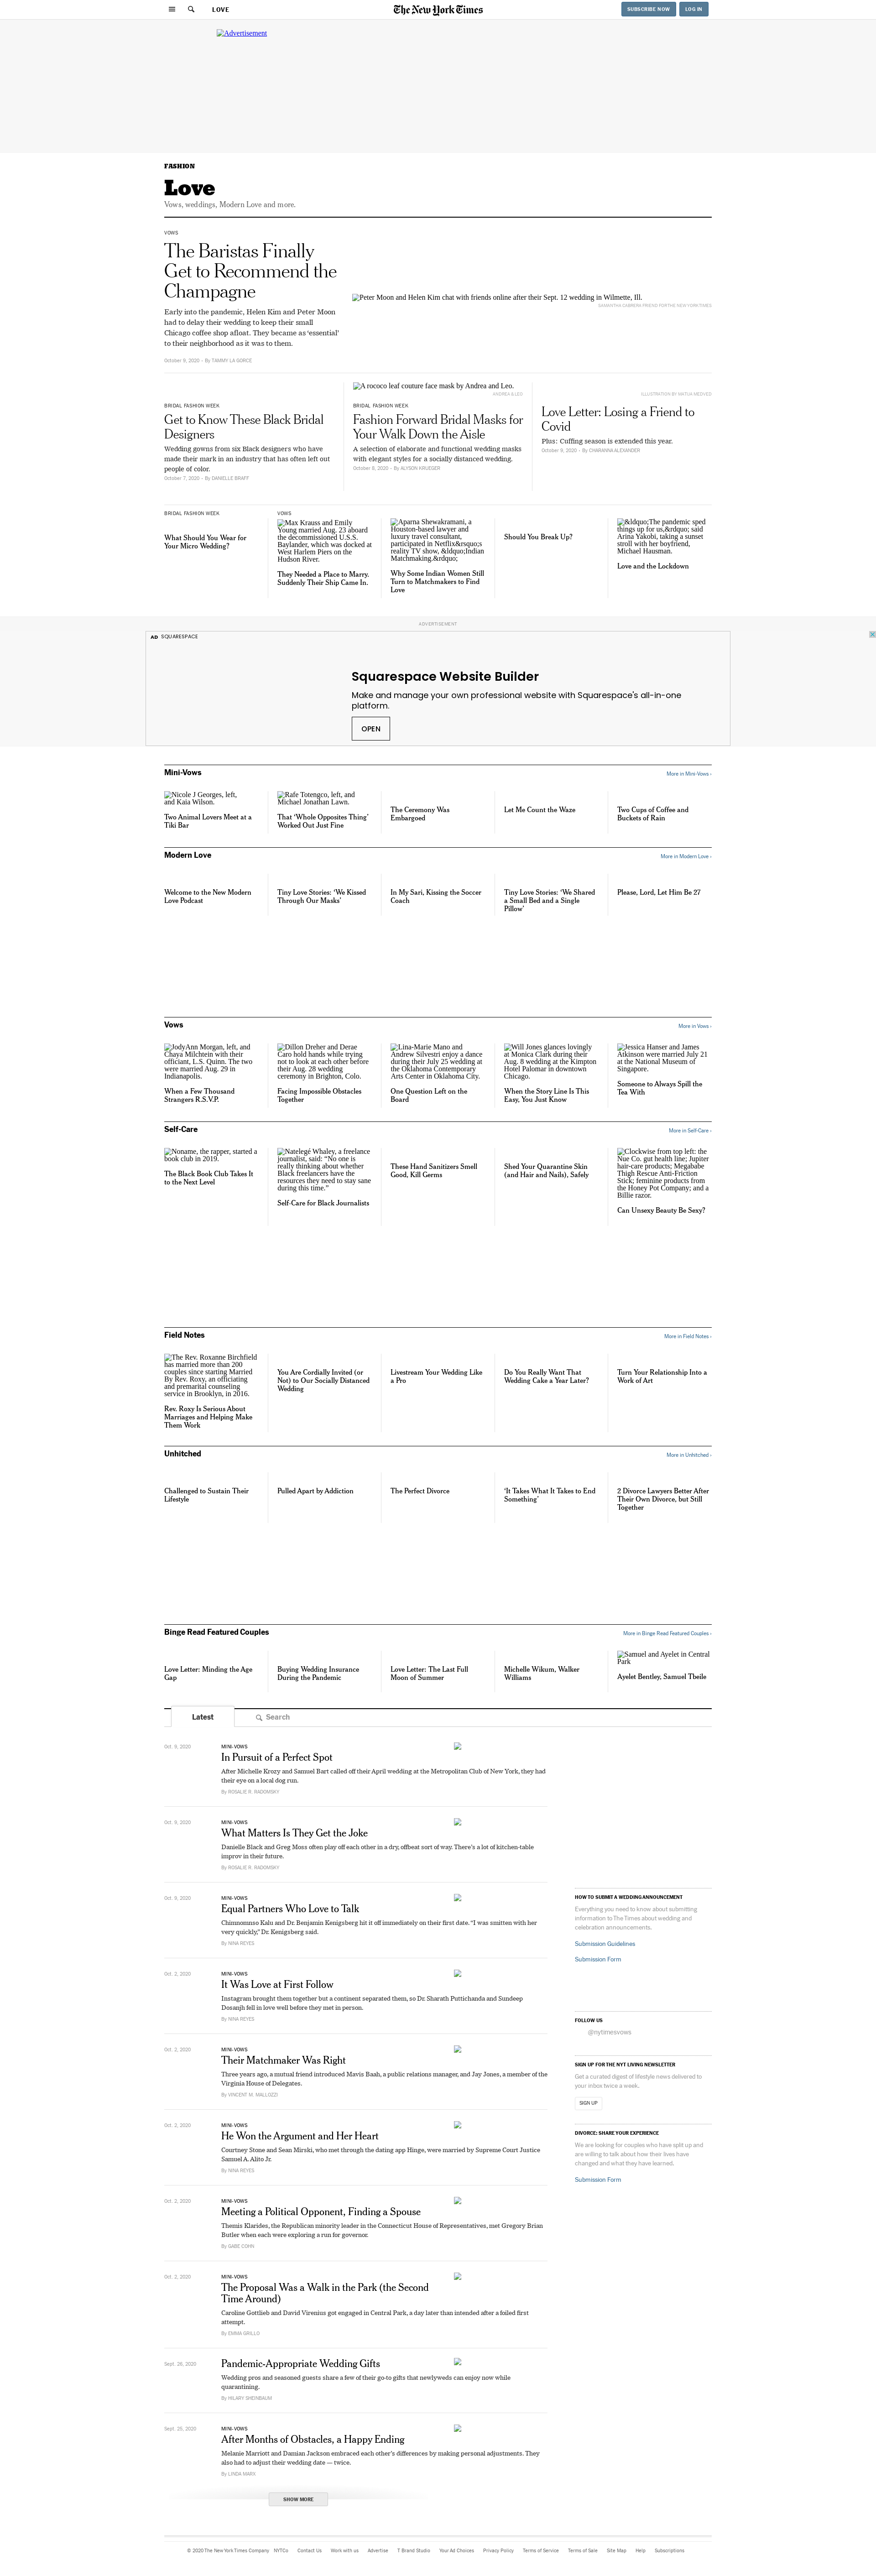 LOVE
The New York Times
SUBSCRIBE NOW
LOG IN
Advertisement
FASHION
Love
Vows, weddings, Modern Love and more.
VOWS
The Baristas Finally
Get to Recommend the
Champagne
Early into the pandemic, Helen Kim and Peter Moon
had to delay their wedding to keep their small
Chicago coffee shop afloat. They became as ‘essential’
to the neighborhood as it was to them.
October 9, 2020 - By TAMMY LA GORCE
Peter Moon and Helen Kim chat with friends online after their Sept. 12 wedding in Wilmette, Ill.
BRIDAL FASHION WEEK
Get to Know These Black Bridal
Designers
Wedding gowns from six Black designers who have
made their mark in an industry that has often left out
people of color.
October 7, 2020 - By DANIELLE BRAFF
A rococo leaf couture face mask by Andrea and Leo.
ANDREA & LEO
BRIDAL FASHION WEEK
Fashion Forward Bridal Masks for
Your Walk Down the Aisle
A selection of elaborate and functional wedding masks
with elegant styles for a socially distanced wedding.
October 6, 2020 - By ALYSON KRUEGER
ILLUSTRATION BY MATIJA MEDVED
Love Letter: Losing a Friend to
Covid
Plus: Cuffing season is extended this year.
October 9, 2020 - By CHARANNA ALEXANDER
BRIDAL FASHION WEEK
What Should You Wear for
Your Micro Wedding?
VOWS
Max Krauss and Emily
Young married Aug. 23 aboard
the decommissioned U.S.S.
Baylander, which was docked at
West Harlem Piers on the
Hudson River.
They Needed a Place to Marry.
Suddenly Their Ship Came In.
Aparna Shewakramani, a
Houston-based lawyer and
luxury travel consultant,
participated in Netflix&rsquo;s
reality TV show, &ldquo;Indian
Matchmaking.&rdquo;
Why Some Indian Women Still
Turn to Matchmakers to Find
Love
Should You Break Up?
&ldquo;The pandemic sped
things up for us,&rdquo; said
Arina Yakobi, taking a sunset
stroll with her boyfriend,
Michael Hausman.
Love and the Lockdown
ADVERTISEMENT
AD SQUARESPACE
Squarespace Website Builder
Make and manage your own professional website with Squarespace's all-in-one
platform.
OPEN
Mini-Vows
More in Mini-Vows ›
Nicole J Georges, left,
and Kaia Wilson.
Two Animal Lovers Meet at a
Tiki Bar
Rafe Totengco, left, and
Michael Jonathan Lawn.
That ‘Whole Opposites Thing’
Worked Out Just Fine
The Ceremony Was
Embargoed
Let Me Count the Waze
Two Cups of Coffee and
Buckets of Rain
Modern Love
More in Modern Love ›
Welcome to the New Modern
Love Podcast
Tiny Love Stories: ‘We Kissed
Through Our Masks’
In My Sari, Kissing the Soccer
Coach
Tiny Love Stories: ‘We Shared
a Small Bed and a Single
Pillow’
Please, Lord, Let Him Be 27
Vows
More in Vows ›
JodyAnn Morgan, left, and
Chaya Milchtein with their
officiant, L.S. Quinn. The two
were married Aug. 29 in
Indianapolis.
When a Few Thousand
Strangers R.S.V.P.
Dillon Dreher and Derae
Caro hold hands while trying
not to look at each other before
their Aug. 28 wedding
ceremony in Brighton, Colo.
Facing Impossible Obstacles
Together
Lina-Marie Mano and
Andrew Silvestri enjoy a dance
during their July 25 wedding at
the Oklahoma Contemporary
Arts Center in Oklahoma City.
One Question Left on the
Board
Will Jones glances lovingly
at Monica Clark during their
Aug. 8 wedding at the Kimpton
Hotel Palomar in downtown
Chicago.
When the Story Line Is This
Easy, You Just Know
Jessica Hanser and James
Atkinson were married July 21
at the National Museum of
Singapore.
Someone to Always Spill the
Tea With
Self-Care
More in Self-Care ›
Noname, the rapper, started a
book club in 2019.
The Black Book Club Takes It
to the Next Level
Natelegé Whaley, a freelance
journalist, said: “No one is
really thinking about whether
Black freelancers have the
resources they need to stay sane
during this time.”
Self-Care for Black Journalists
These Hand Sanitizers Smell
Good, Kill Germs
Shed Your Quarantine Skin
(and Hair and Nails), Safely
Clockwise from top left: the
Nue Co. gut health line; Jupiter
hair-care products; Megababe
Thigh Rescue Anti-Friction
Stick; feminine products from
the Honey Pot Company; and a
Billie razor.
Can Unsexy Beauty Be Sexy?
Field Notes
More in Field Notes ›
The Rev. Roxanne Birchfield
has married more than 200
couples since starting Married
By Rev. Roxy, an officiating
and premarital counseling
service in Brooklyn, in 2016.
Rev. Roxy Is Serious About
Marriages and Helping Make
Them Work
You Are Cordially Invited (or
Not) to Our Socially Distanced
Wedding
Livestream Your Wedding Like
a Pro
Do You Really Want That
Wedding Cake a Year Later?
Turn Your Relationship Into a
Work of Art
Unhitched
More in Unhitched ›
Challenged to Sustain Their
Lifestyle
Pulled Apart by Addiction
The Perfect Divorce
‘It Takes What It Takes to End
Something’
2 Divorce Lawyers Better After
Their Own Divorce, but Still
Together
Binge Read Featured Couples
More in Binge Read Featured Couples ›
Love Letter: Minding the Age
Gap
Buying Wedding Insurance
During the Pandemic
Love Letter: The Last Full
Moon of Summer
Michelle Wikum, Walker
Williams
Samuel and Ayelet in Central
Park
Ayelet Bentley, Samuel Tbeile
Latest
Search
Oct. 9, 2020
MINI-VOWS
In Pursuit of a Perfect Spot
After Michelle Krozy and Samuel Bart called off their April wedding at the Metropolitan Club of New York, they had
their eye on a local dog run.
By ROSALIE R. RADOMSKY
Oct. 9, 2020
MINI-VOWS
What Matters Is They Get the Joke
Danielle Black and Greg Moss often play off each other in a dry, offbeat sort of way. There’s a lot of kitchen-table
improv in their future.
By ROSALIE R. RADOMSKY
Oct. 9, 2020
MINI-VOWS
Equal Partners Who Love to Talk
Chimnomnso Kalu and Dr. Benjamin Kenigsberg hit it off immediately on their first date. “I was smitten with her
very quickly,” Dr. Kenigsberg said.
By NINA REYES
Oct. 2, 2020
MINI-VOWS
It Was Love at First Follow
Instagram brought them together but a continent separated them, so Dr. Sharath Puttichanda and Sundeep
Dosanjh fell in love well before they met in person.
By NINA REYES
Oct. 2, 2020
MINI-VOWS
Their Matchmaker Was Right
Three years ago, a mutual friend introduced Mavis Baah, a public relations manager, and Jay Jones, a member of the
Virginia House of Delegates.
By VINCENT M. MALLOZZI
Oct. 2, 2020
MINI-VOWS
He Won the Argument and Her Heart
Courtney Stone and Sean Mirski, who met through the dating app Hinge, were married by Supreme Court Justice
Samuel A. Alito Jr.
By NINA REYES
Oct. 2, 2020
MINI-VOWS
Meeting a Political Opponent, Finding a Spouse
Themis Klarides, the Republican minority leader in the Connecticut House of Representatives, met Gregory Brian
Butler when each were exploring a run for governor.
By GABE COHN
Oct. 2, 2020
MINI-VOWS
The Proposal Was a Walk in the Park (the Second
Time Around)
Caroline Gottlieb and David Virenius got engaged in Central Park, a day later than intended after a foiled first
attempt.
By EMMA GRILLO
Sept. 26, 2020
Pandemic-Appropriate Wedding Gifts
Wedding pros and seasoned guests share a few of their go-to gifts that newlyweds can enjoy now while
quarantining.
By HILARY SHEINBAUM
Sept. 25, 2020
MINI-VOWS
After Months of Obstacles, a Happy Ending
Melanie Marriott and Damian Jackson embraced each other’s differences by making personal adjustments. They
also had to adjust their wedding date — twice.
By LINDA MARX
SHOW MORE
HOW TO SUBMIT A WEDDING ANNOUNCEMENT
Everything you need to know about submitting
information to The Times about wedding and
celebration announcements.
Submission Guidelines
Submission Form
FOLLOW US
@nytimesvows
SIGN UP FOR THE NYT LIVING NEWSLETTER
Get a curated digest of lifestyle news delivered to
your inbox twice a week.
SIGN UP
DIVORCE: SHARE YOUR EXPERIENCE
We are looking for couples who have split up and
are willing to talk about how their lives have
changed and what they have learned.
Submission Form
© 2020 The New York Times Company NYTCo Contact Us Work with us Advertise T Brand Studio Your Ad Choices Privacy Policy Terms of Service Terms of Sale Site Map Help Subscriptions